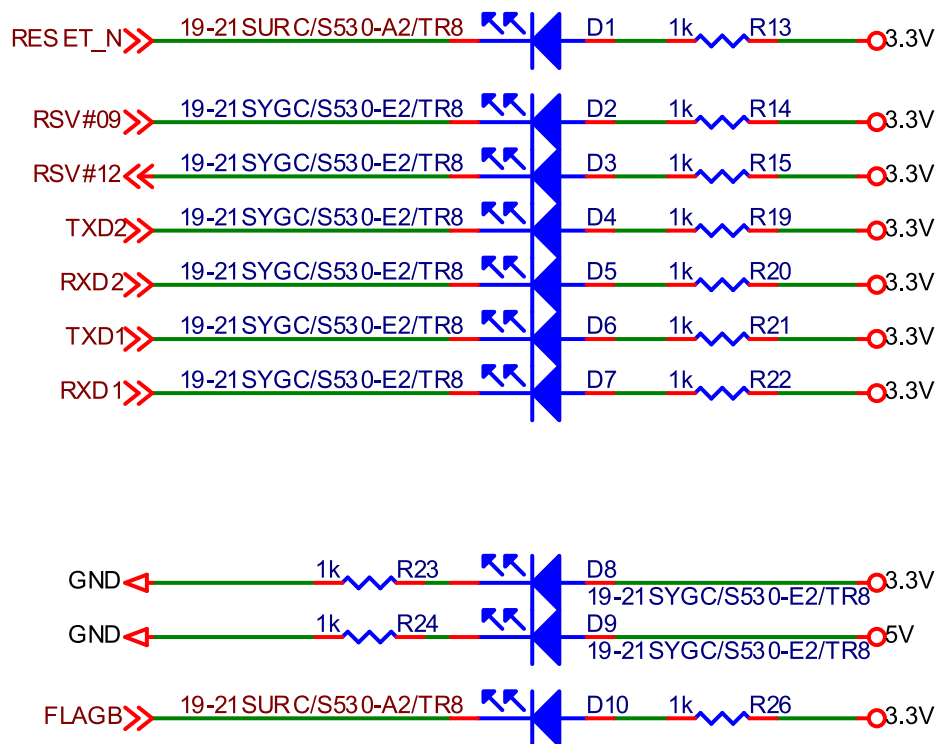 RESET_N 19-21SURC/S530-A2/TR8 D1 1k R13 3.3V
RSV#09 19-21SYGC/S530-E2/TR8 D2 1k R14 3.3V
RSV#12 19-21SYGC/S530-E2/TR8 D3 1k R15 3.3V
TXD2 19-21SYGC/S530-E2/TR8 D4 1k R19 3.3V
RXD2 19-21SYGC/S530-E2/TR8 D5 1k R20 3.3V
TXD1 19-21SYGC/S530-E2/TR8 D6 1k R21 3.3V
RXD1 19-21SYGC/S530-E2/TR8 D7 1k R22 3.3V
GND 1k R23 D8 3.3V
19-21SYGC/S530-E2/TR8
GND 1k R24 D9 5V
19-21SYGC/S530-E2/TR8
FLAGB 19-21SURC/S530-A2/TR8 D10 1k R26 3.3V